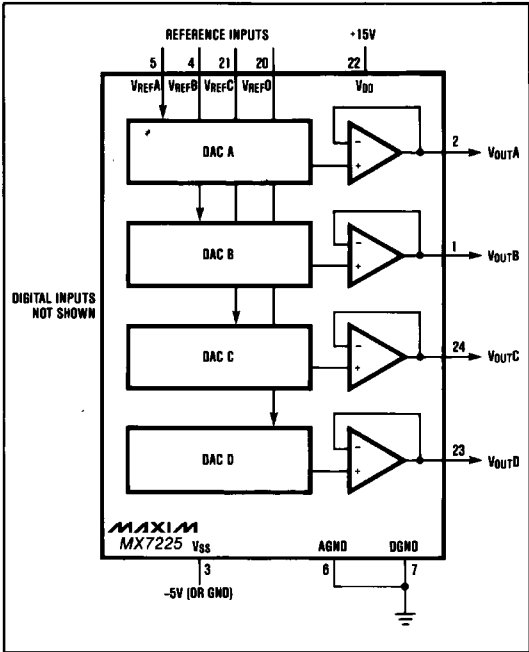 REFERENCE INPUTS
+15V
5 4 21 20 22
VREFA VREFB VREFC VREFD VDD
DAC A
- +
2
VOUTA
DAC B
- +
1
VOUTB
DIGITAL INPUTS
NOT SHOWN
DAC C
- +
24
VOUTC
DAC D
- +
23
VOUTD
MAXIM
MX7225 VSS AGND DGND
3 6 7
-5V (OR GND)